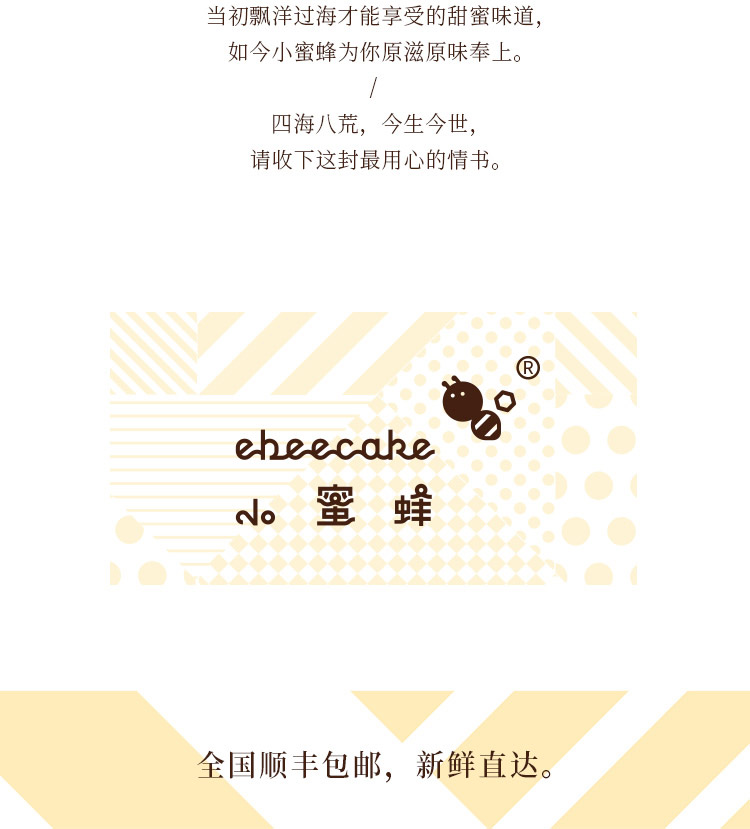 当初飘洋过海才能享受的甜蜜味道，
如今小蜜蜂为你原滋原味奉上。
/
四海八荒，今生今世，
请收下这封最用心的情书。
®
ebeecake
小蜜蜂
全国顺丰包邮，新鲜直达。